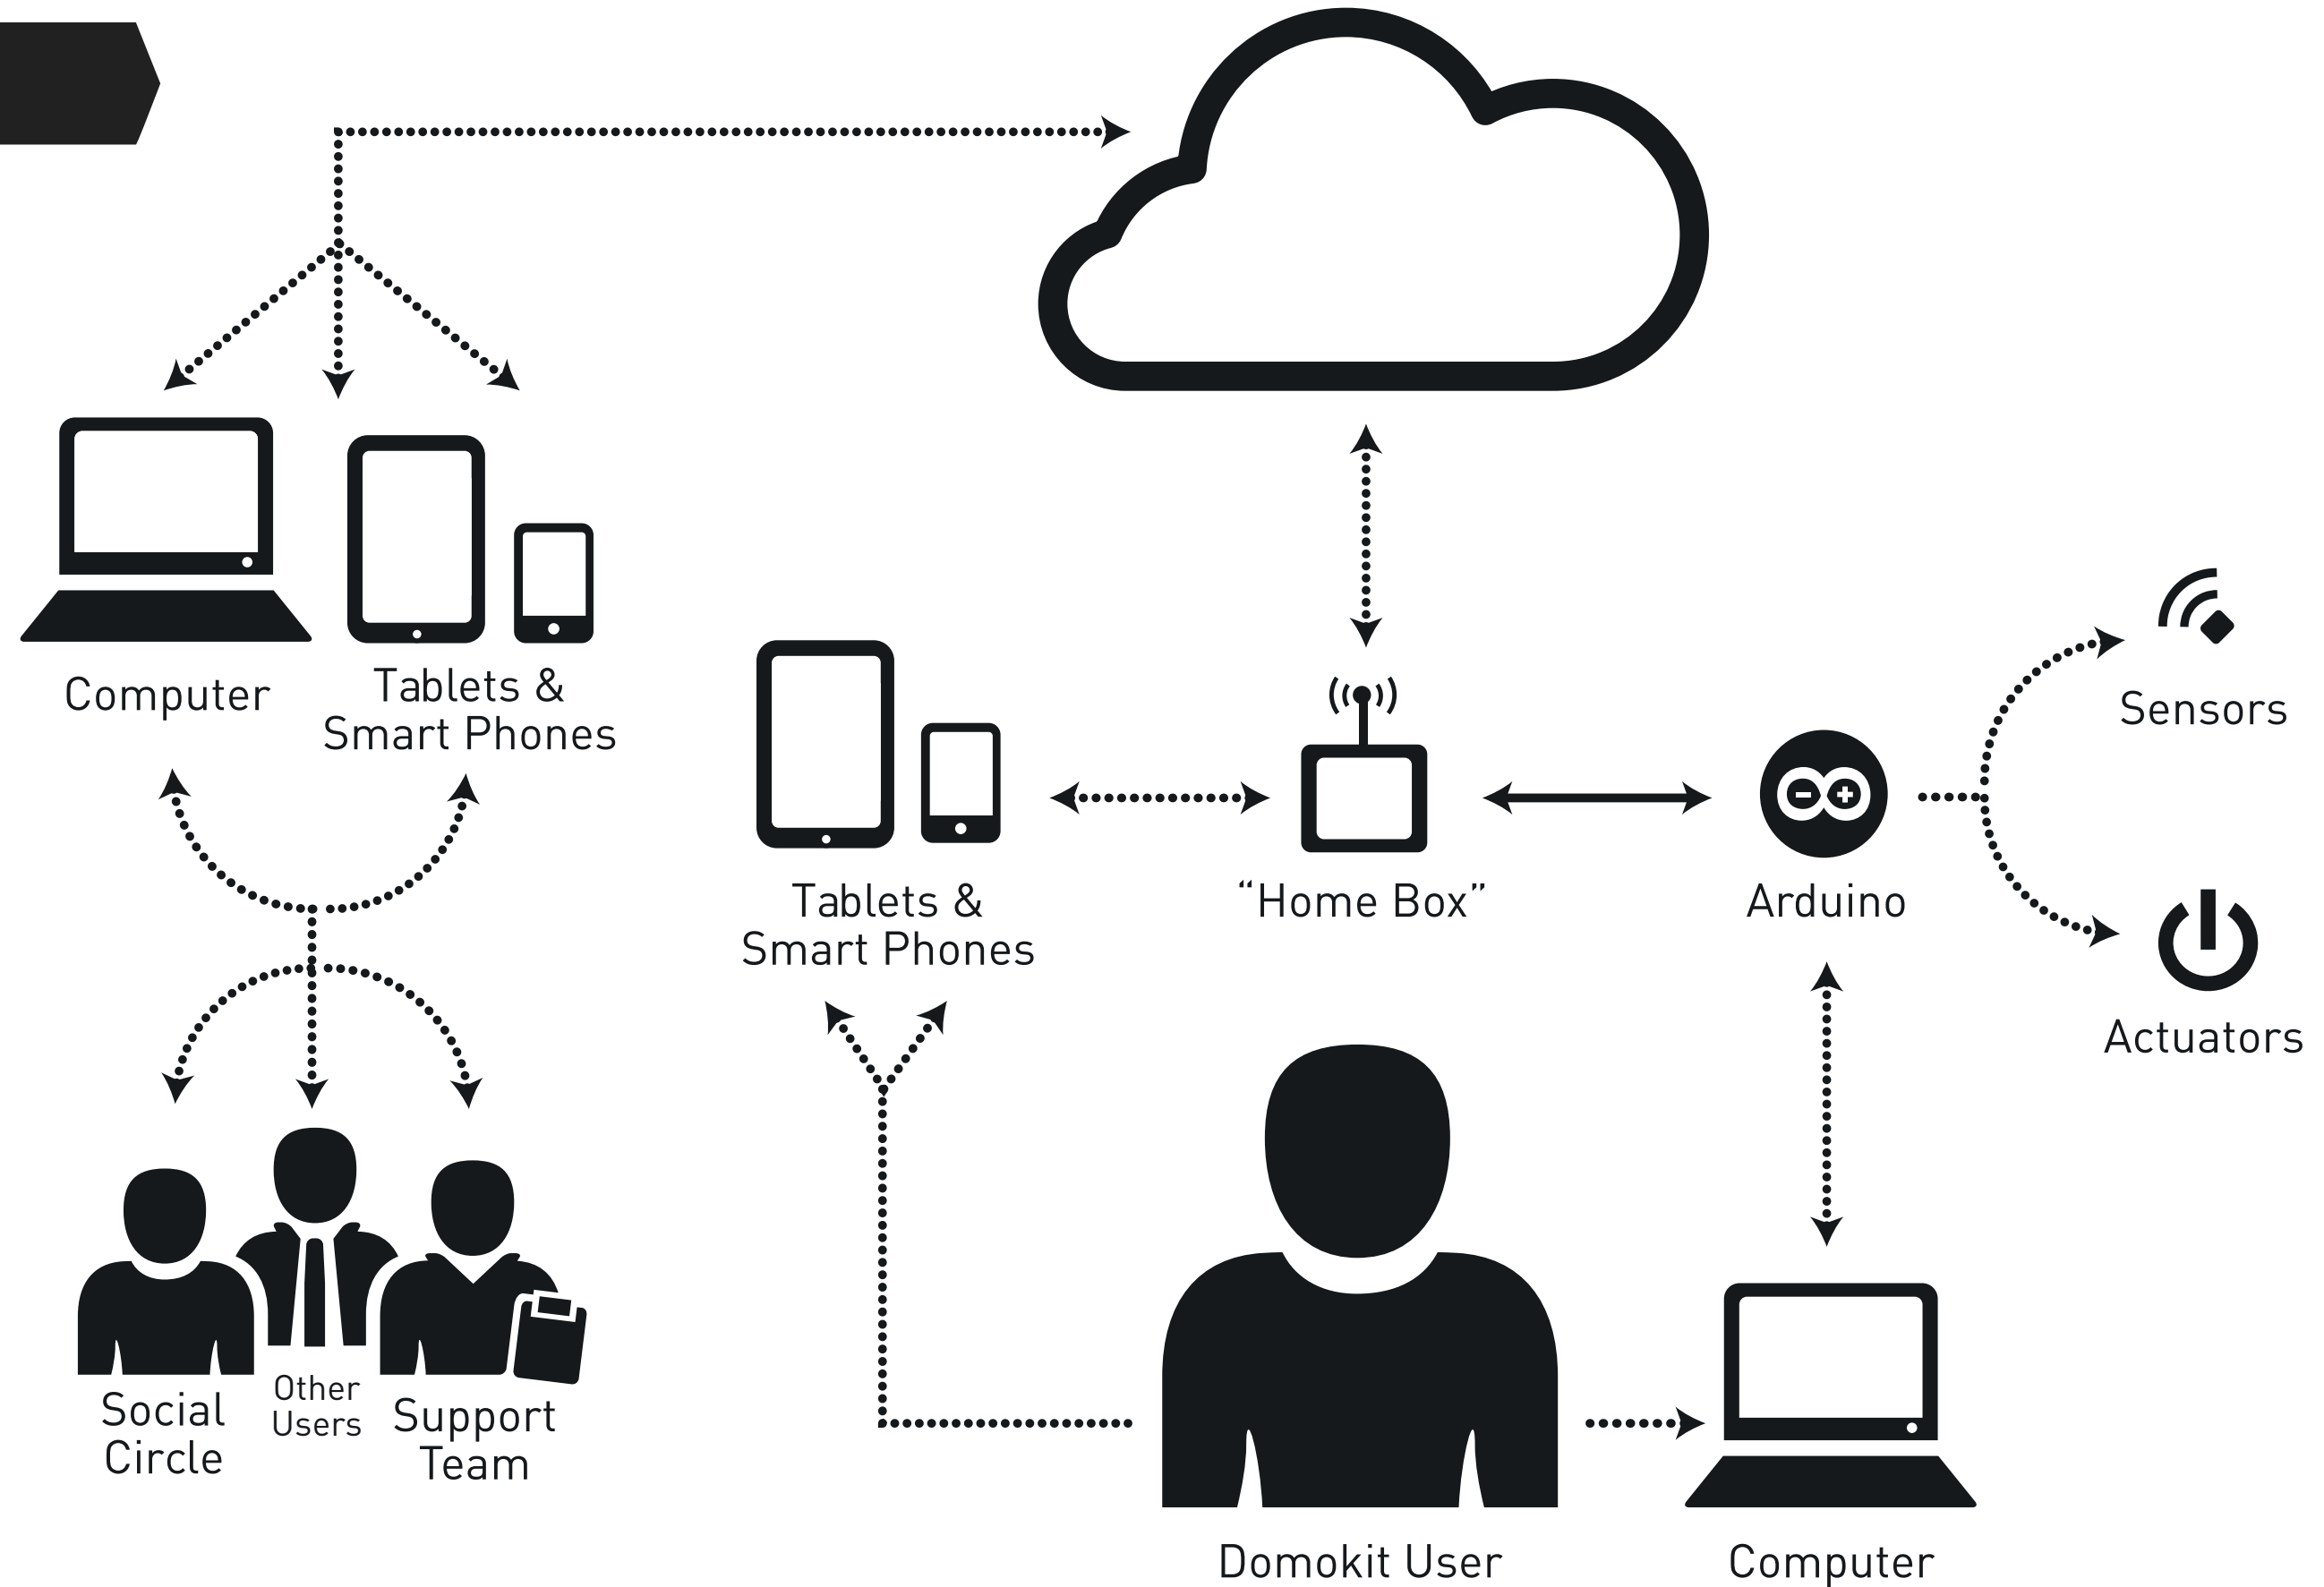 Computer
Tablets &
Smart Phones
Sensors
Tablets &
Smart Phones
“Home Box”
Arduino
Actuators
Social
Circle
Other
Users
Support
Team
Domokit User
Computer